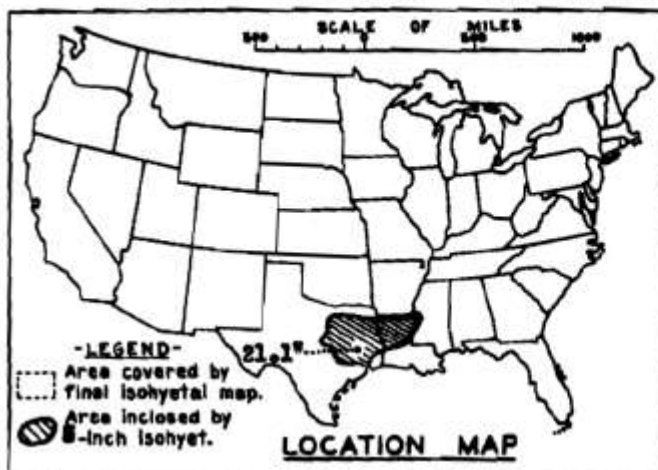 SCALE OF MILES
500 0 500 1000
21.1"
-LEGEND-
Area covered by
final isohyetal map.
Area inclosed by
-inch isohyet.
LOCATION MAP